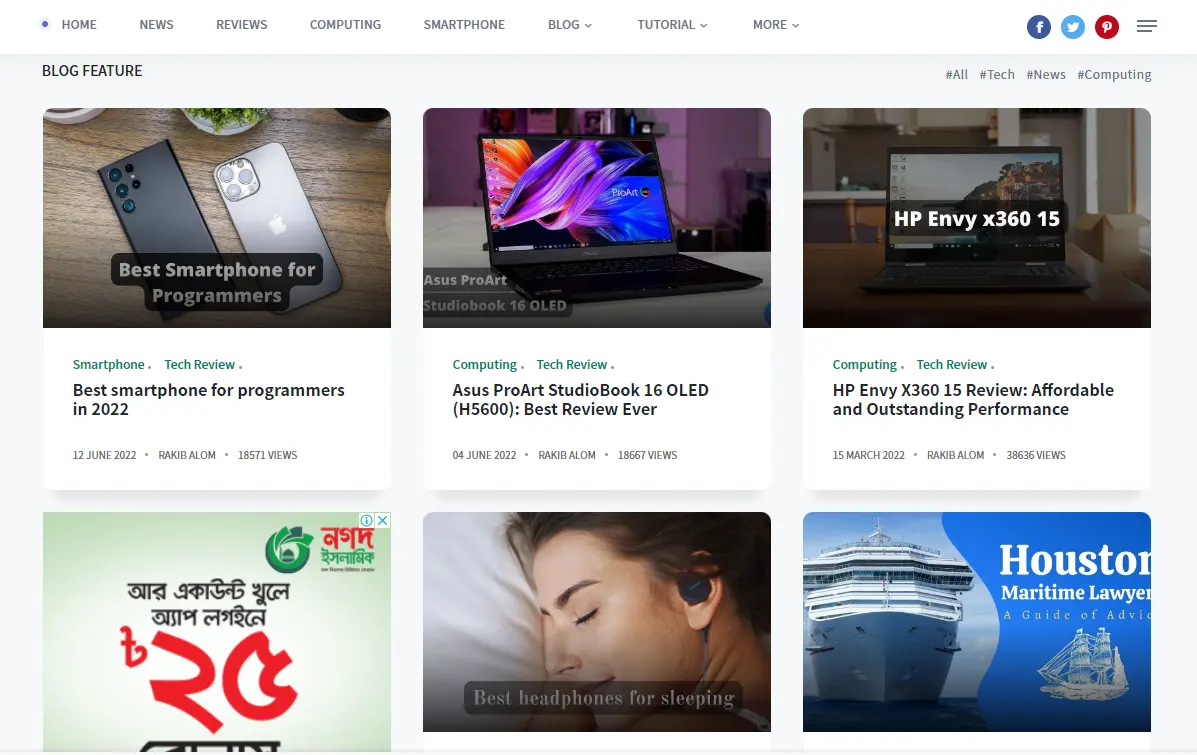 HOME NEWS REVIEWS COMPUTING SMARTPHONE BLOG TUTORIAL MORE
BLOG FEATURE
#All #Tech #News #Computing
Best Smartphone for
Programmers
Smartphone . Tech Review .
Best smartphone for programmers
in 2022
12 JUNE 2022 • RAKIB ALOM • 18571 VIEWS
ProArt
Asus ProArt
Studiobook 16 OLED
Computing . Tech Review .
Asus ProArt StudioBook 16 OLED
(H5600): Best Review Ever
04 JUNE 2022 • RAKIB ALOM • 18667 VIEWS
HP Envy x360 15
Computing . Tech Review .
HP Envy X360 15 Review: Affordable
and Outstanding Performance
15 MARCH 2022 • RAKIB ALOM • 38636 VIEWS
নগদ
ইসলামিক
আর একাউন্ট খুলে
অ্যাপ লগইনে
৳২৫
বোনাস
Best headphones for sleeping
Houston
Maritime Lawyer
A Guide of Advic